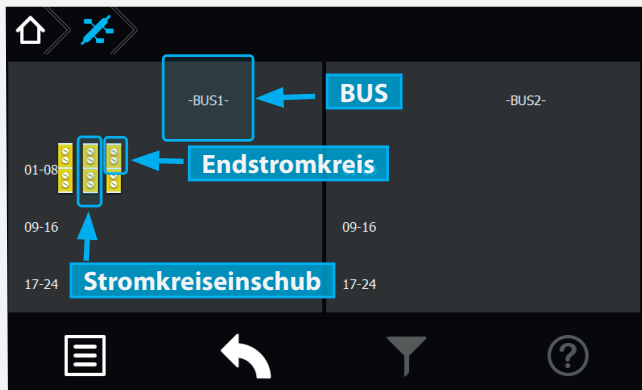 -BUS1-
BUS
-BUS2-
01-08
Endstromkreis
09-16
09-16
Stromkreiseinschub
17-24
17-24